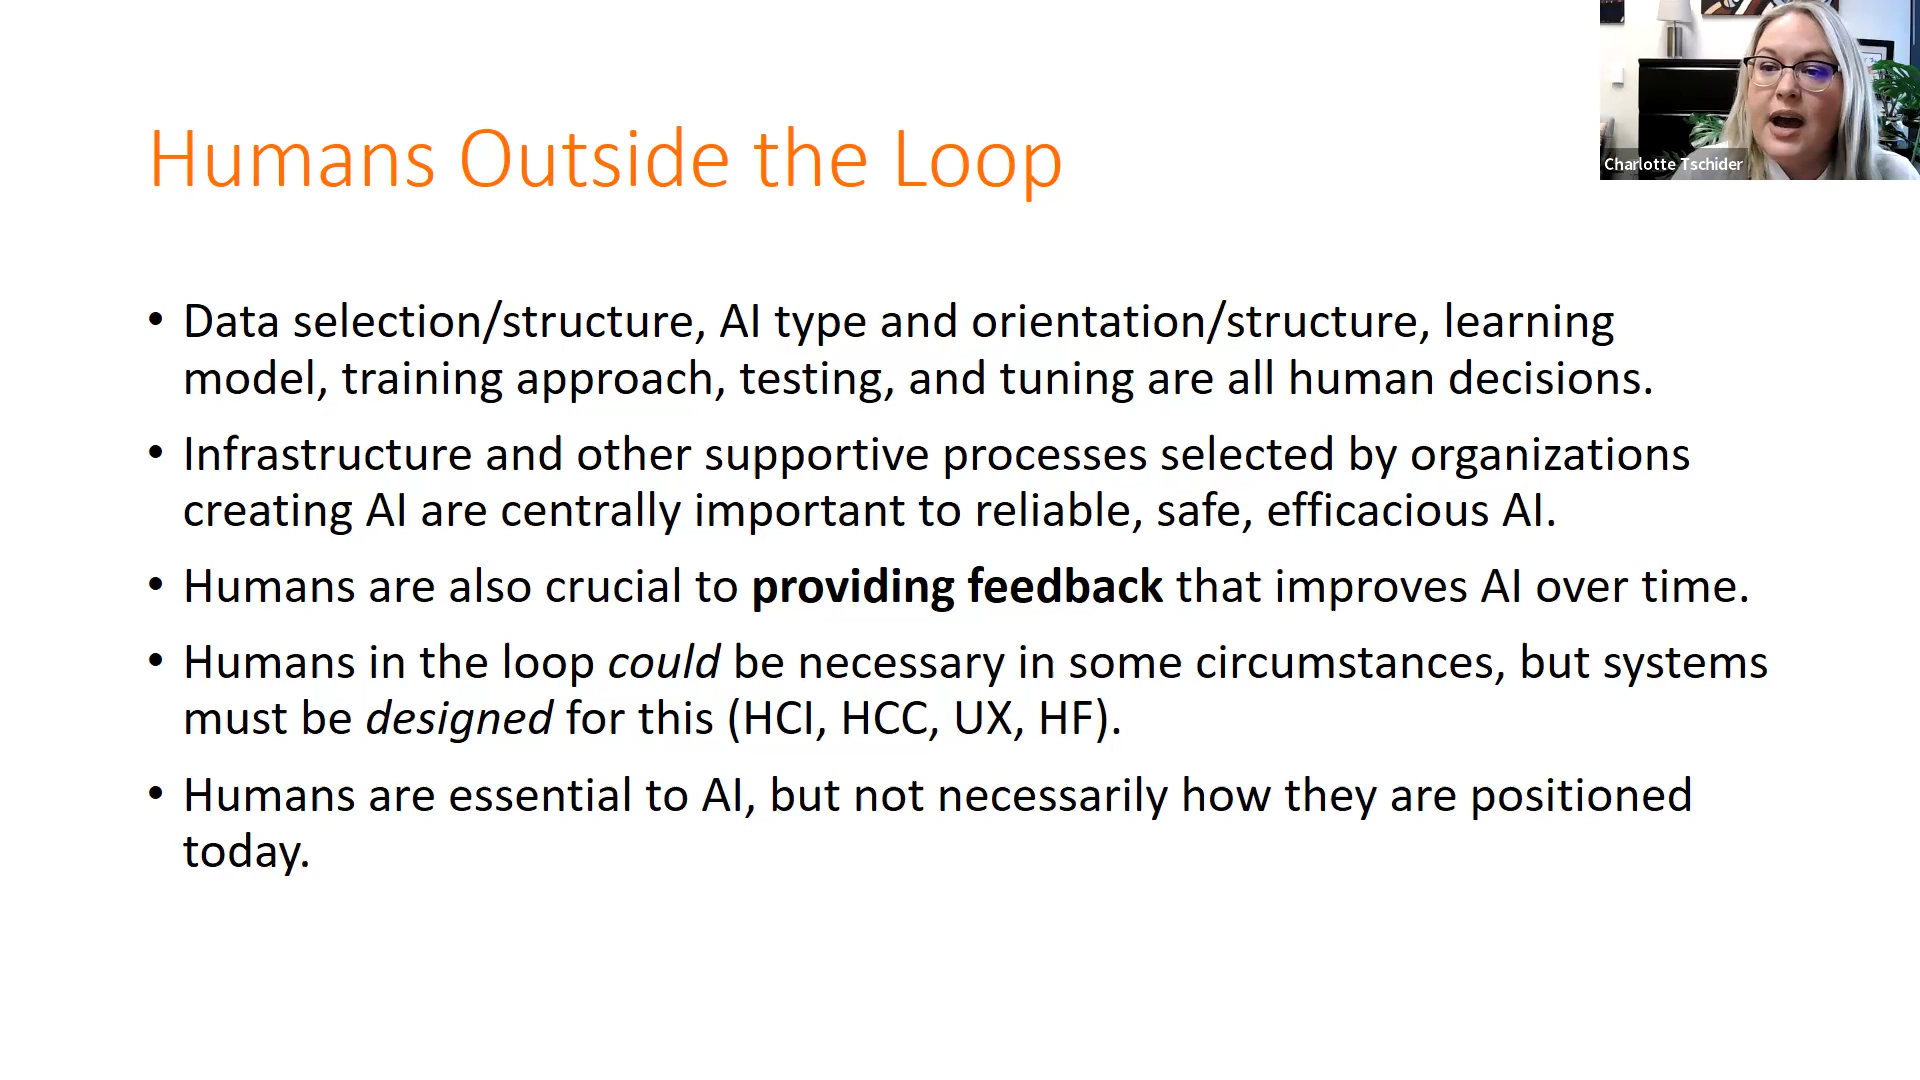 Humans Outside the Loop
Charlotte Tschider
• Data selection/structure, AI type and orientation/structure, learning
model, training approach, testing, and tuning are all human decisions.
• Infrastructure and other supportive processes selected by organizations
creating AI are centrally important to reliable, safe, efficacious AI.
• Humans are also crucial to providing feedback that improves AI over time.
• Humans in the loop could be necessary in some circumstances, but systems
must be designed for this (HCI, HCC, UX, HF).
• Humans are essential to AI, but not necessarily how they are positioned
today.